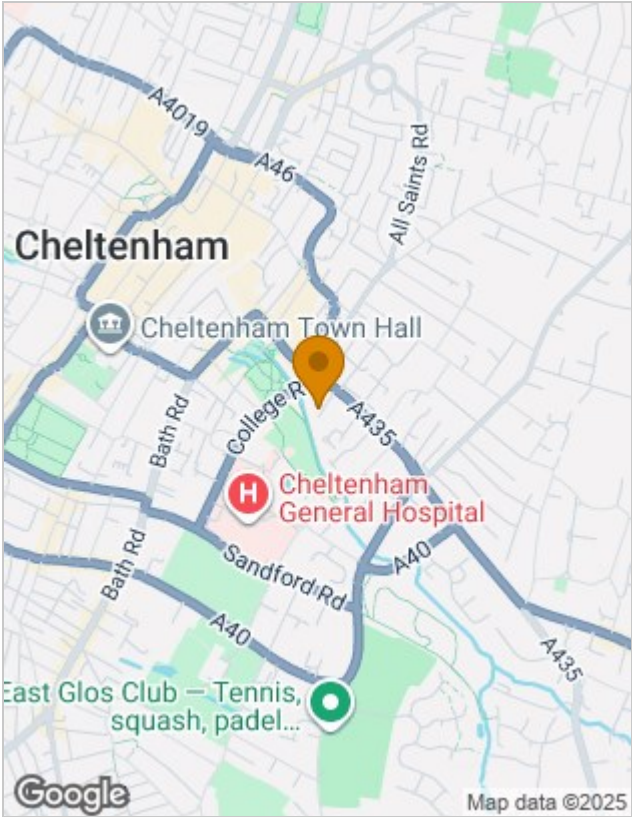 A4019
A46
All Saints Rd
Cheltenham
Cheltenham Town Hall
College R
Bath Rd
A435
H
Cheltenham
General Hospital
Bath Rd
Sandford Rd
A40
A40
A435
East Glos Club — Tennis,
squash, padel...
Google
Map data ©2025